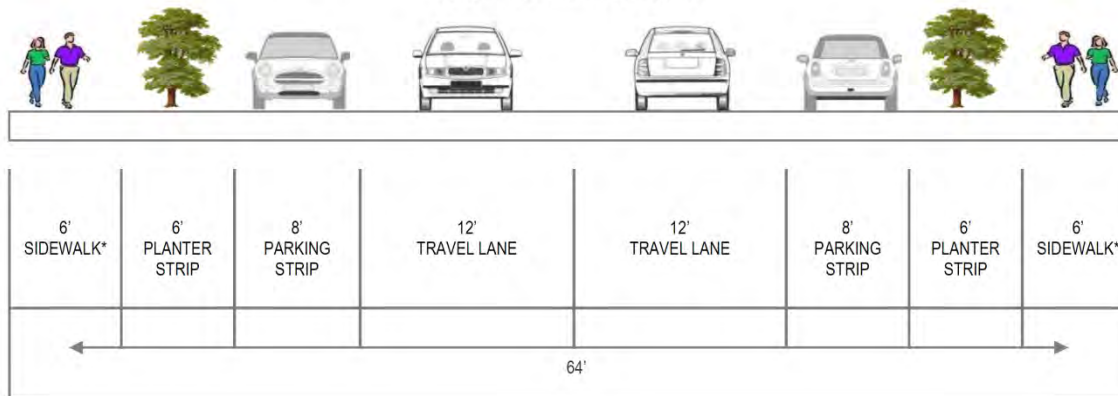 6'
SIDEWALK*
6'
PLANTER
STRIP
8'
PARKING
STRIP
12'
TRAVEL LANE
12'
TRAVEL LANE
8'
PARKING
STRIP
6'
PLANTER
STRIP
6'
SIDEWALK*
64'